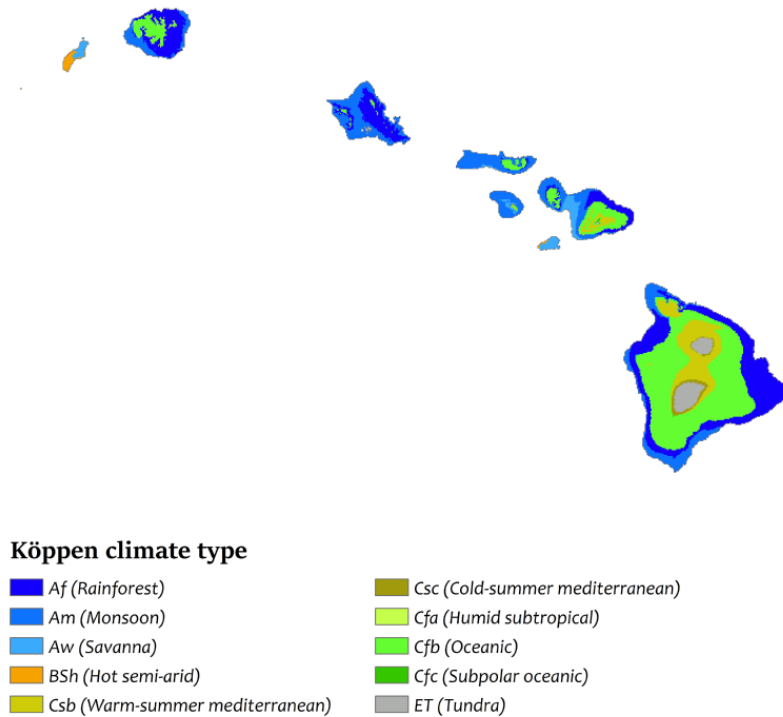 Köppen climate type
Af (Rainforest)
Am (Monsoon)
Aw (Savanna)
BSh (Hot semi-arid)
Csb (Warm-summer mediterranean)
Csc (Cold-summer mediterranean)
Cfa (Humid subtropical)
Cfb (Oceanic)
Cfc (Subpolar oceanic)
ET (Tundra)